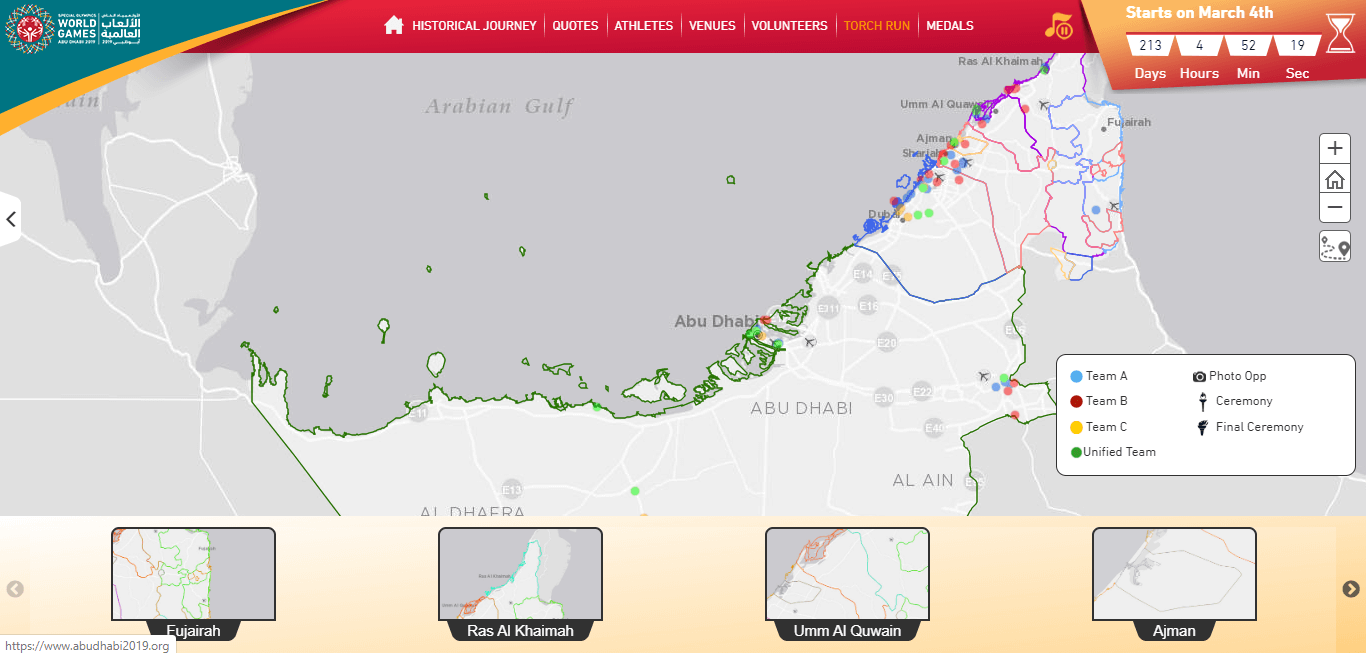 SPECIAL OLYMPICS
WORLD GAMES
ABU DHABI 2019
الألعاب
العالمية
HISTORICAL JOURNEY
QUOTES
ATHLETES
VENUES
VOLUNTEERS
TORCH RUN
MEDALS
Starts on March 4th
213 4 52 19
Days Hours Min Sec
Arabian Gulf
Ras Al Khaimah
Umm Al Quaw
Fujairah
Ajman
Sharjah
Dubai
E14
E311
E16
Abu Dhabi
E20
E30
E22
E11
ABU DHABI
E40
AL AIN
E13
AL DHAFRA
Team A
Team B
Team C
Unified Team
Photo Opp
Ceremony
Final Ceremony
Fujairah
Ras Al Khaimah
Umm Al Quwain
Ajman
https://www.abudhabi2019.org